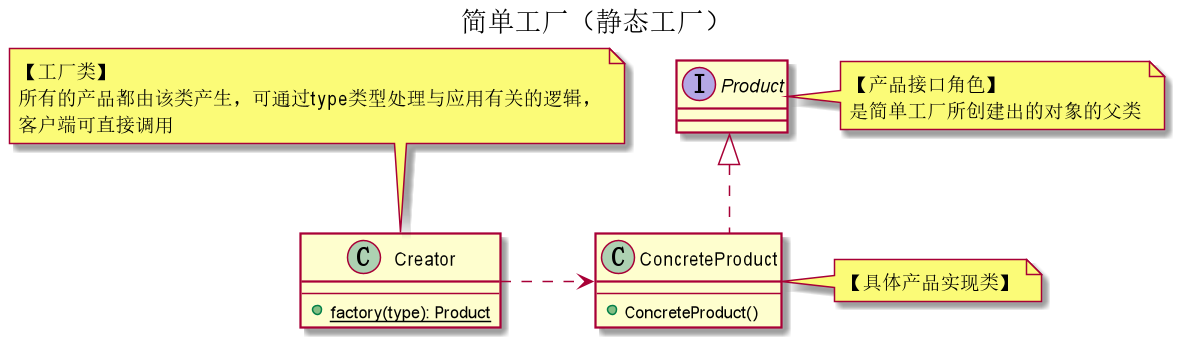 简单工厂（静态工厂）
【工厂类】
所有的产品都由该类产生，可通过type类型处理与应用有关的逻辑，
客户端可直接调用
I Product
【产品接口角色】
是简单工厂所创建出的对象的父类
C Creator
factory(type): Product
C ConcreteProduct
ConcreteProduct()
【具体产品实现类】